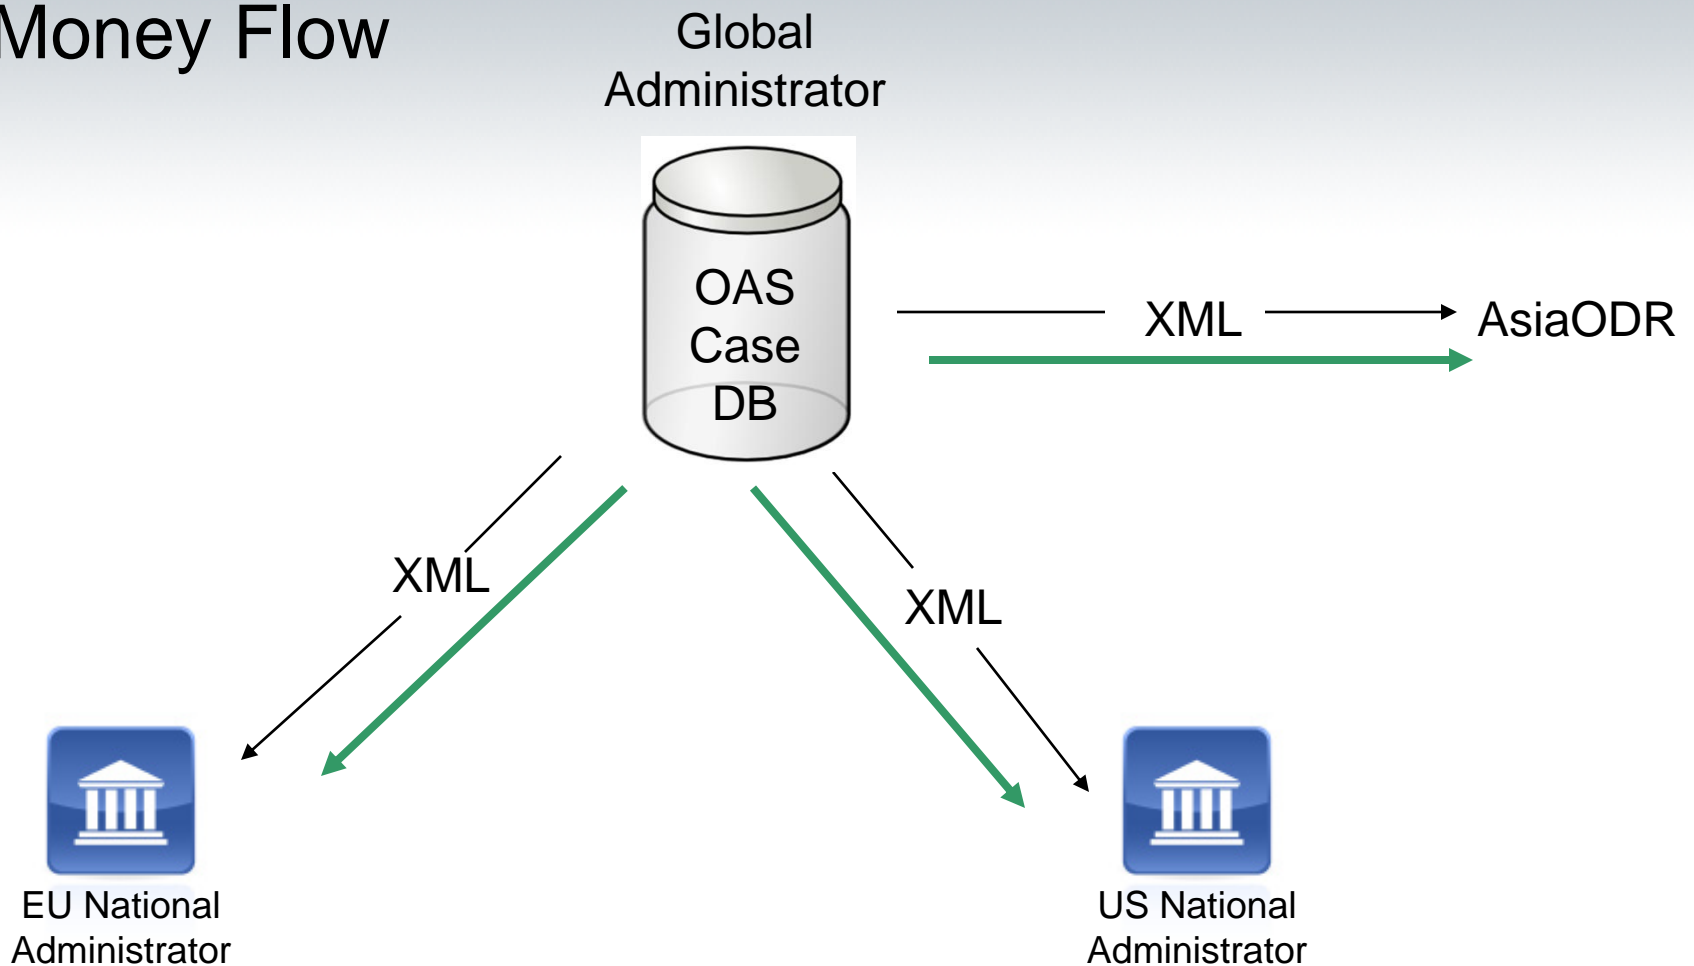 Money Flow
Global
Administrator
OAS
Case
DB
XML
AsiaODR
XML
XML
EU National
Administrator
US National
Administrator